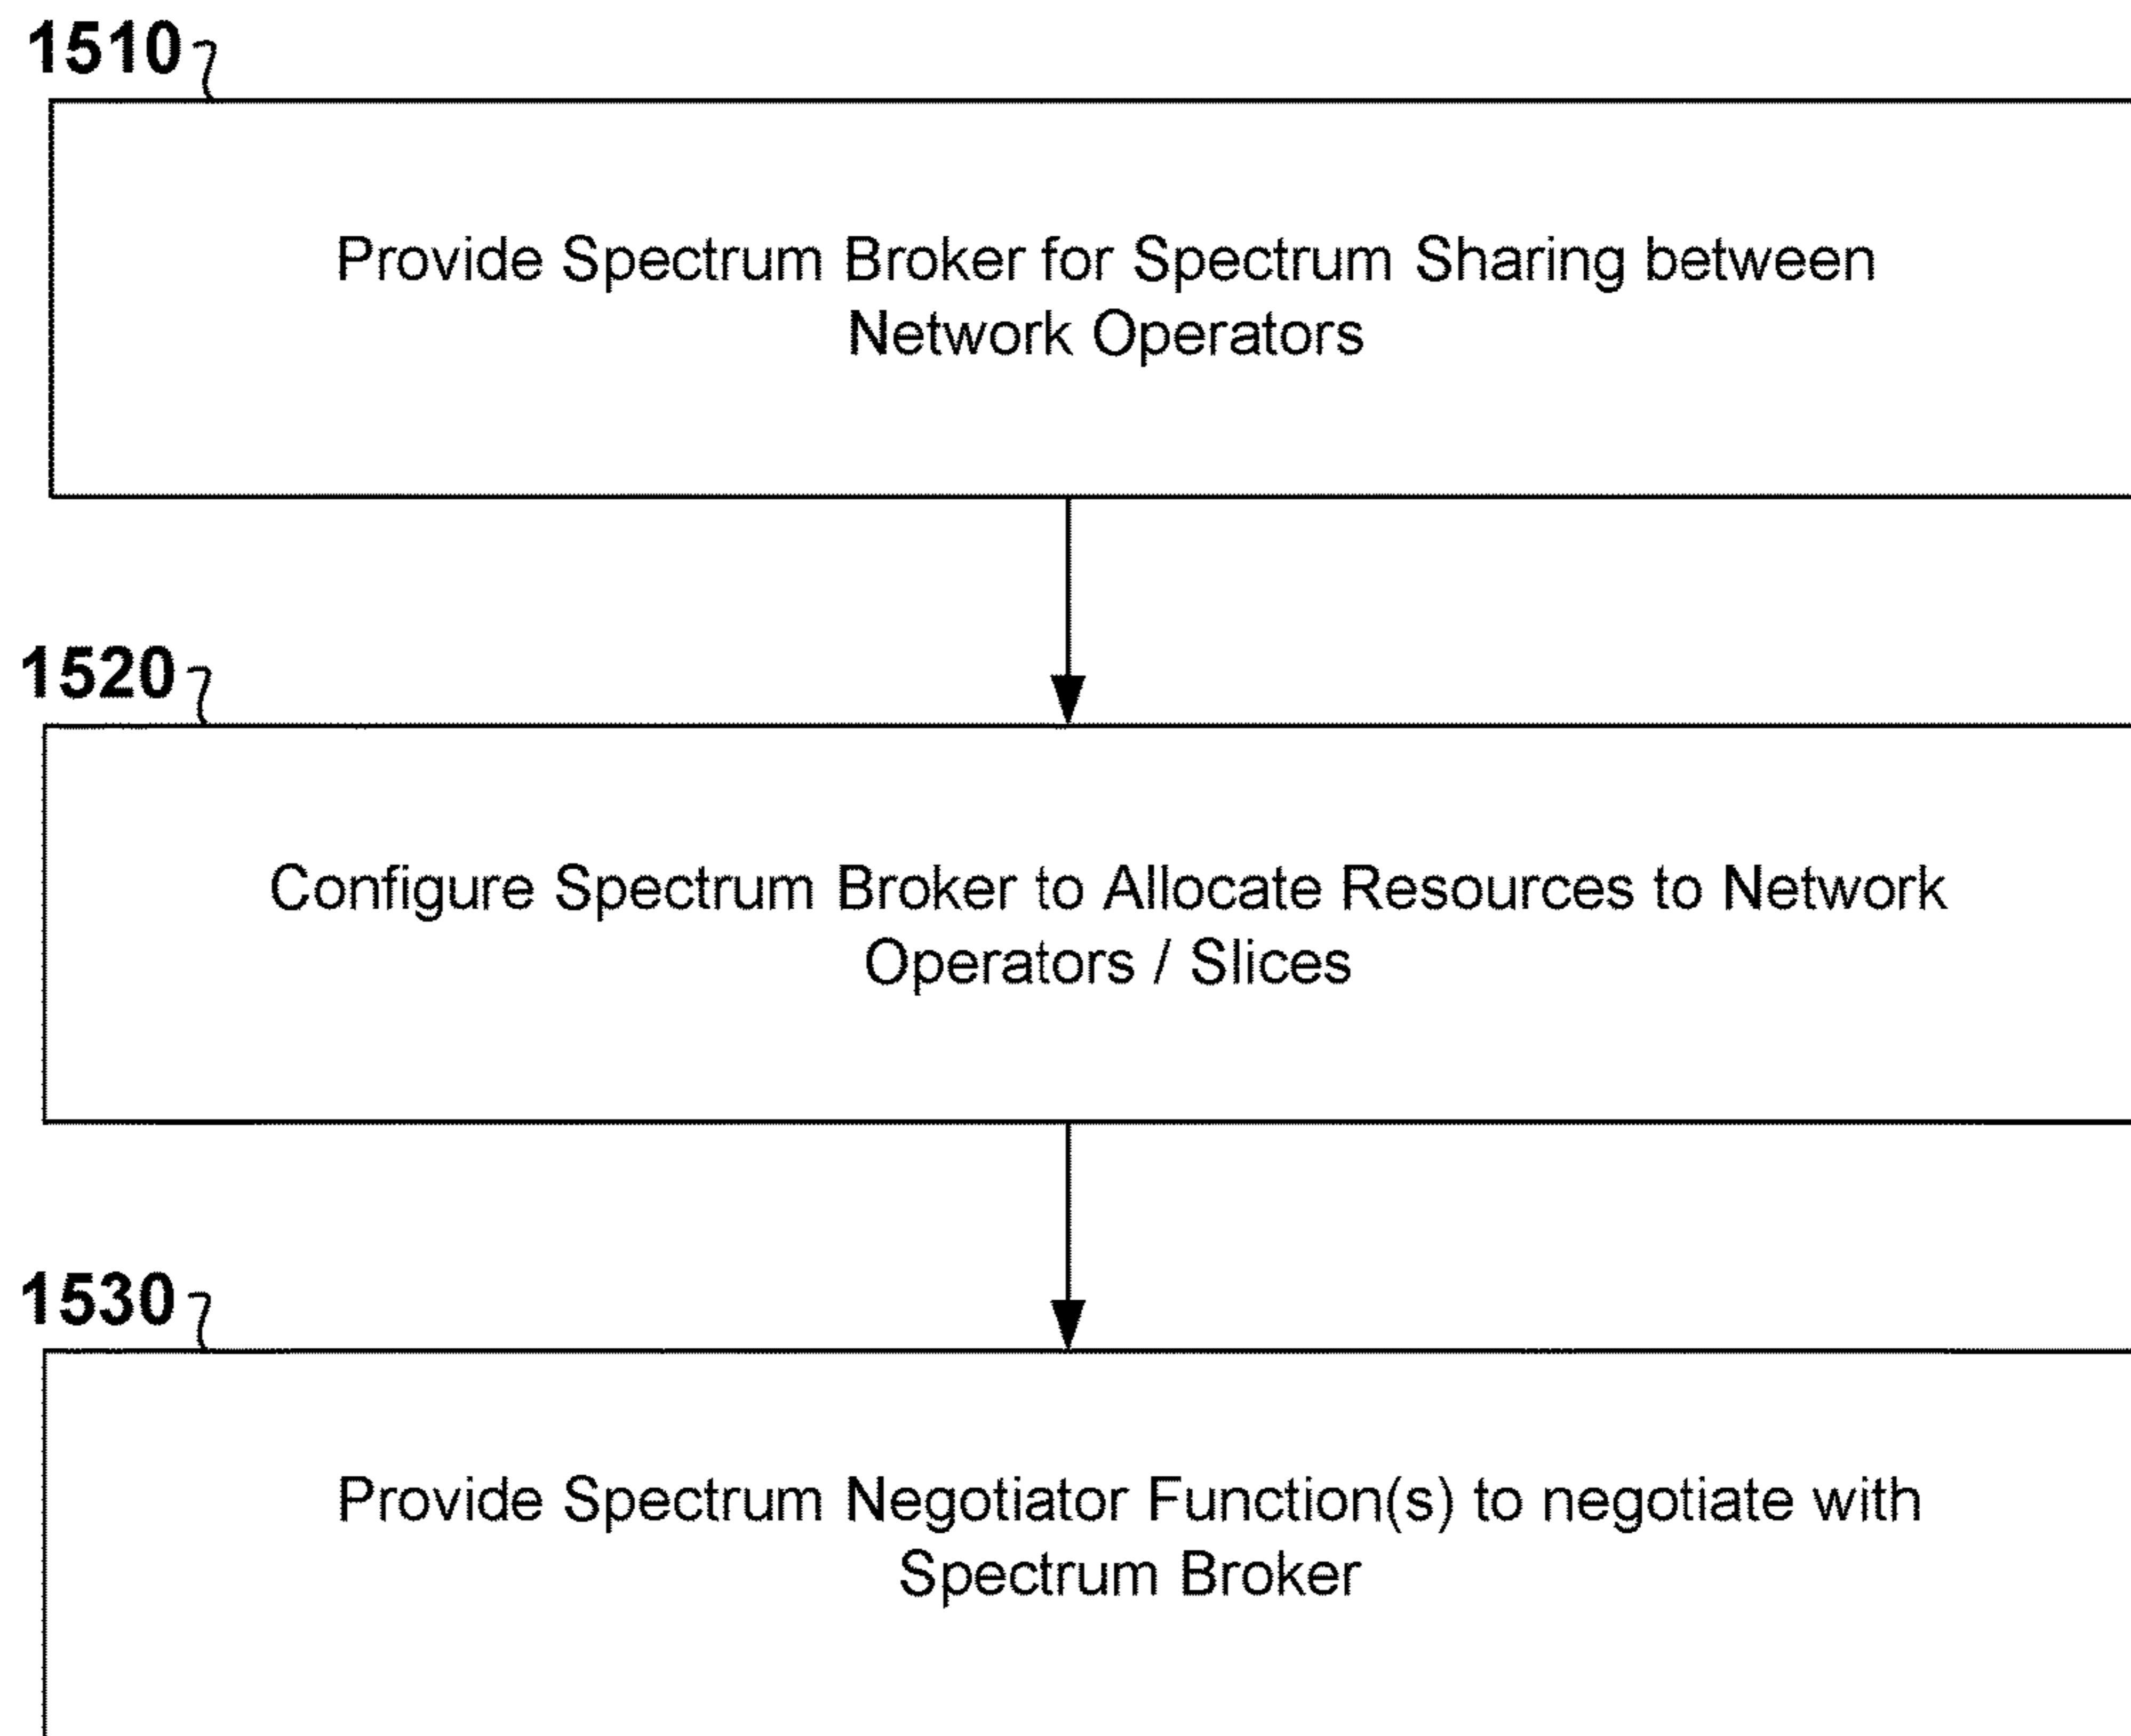 1510
Provide Spectrum Broker for Spectrum Sharing between
Network Operators
1520
Configure Spectrum Broker to Allocate Resources to Network
Operators / Slices
1530
Provide Spectrum Negotiator Function(s) to negotiate with
Spectrum Broker